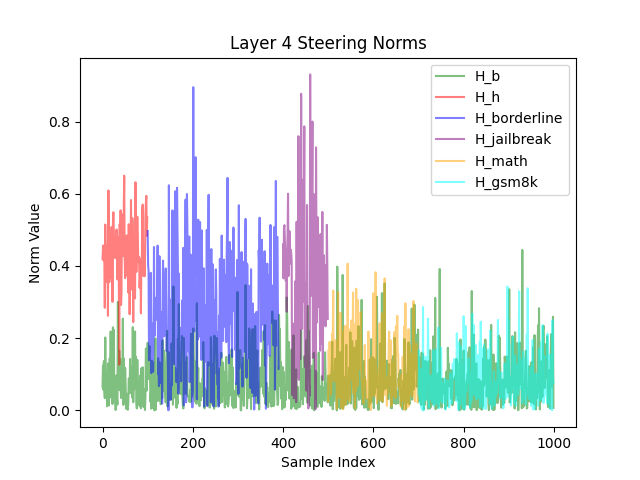 Layer 4 Steering Norms
H_b
H_h
H_borderline
H_jailbreak
H_math
H_gsm8k
Norm Value
0.8
0.6
0.4
0.2
0.0
0
200
400
600
800
1000
Sample Index